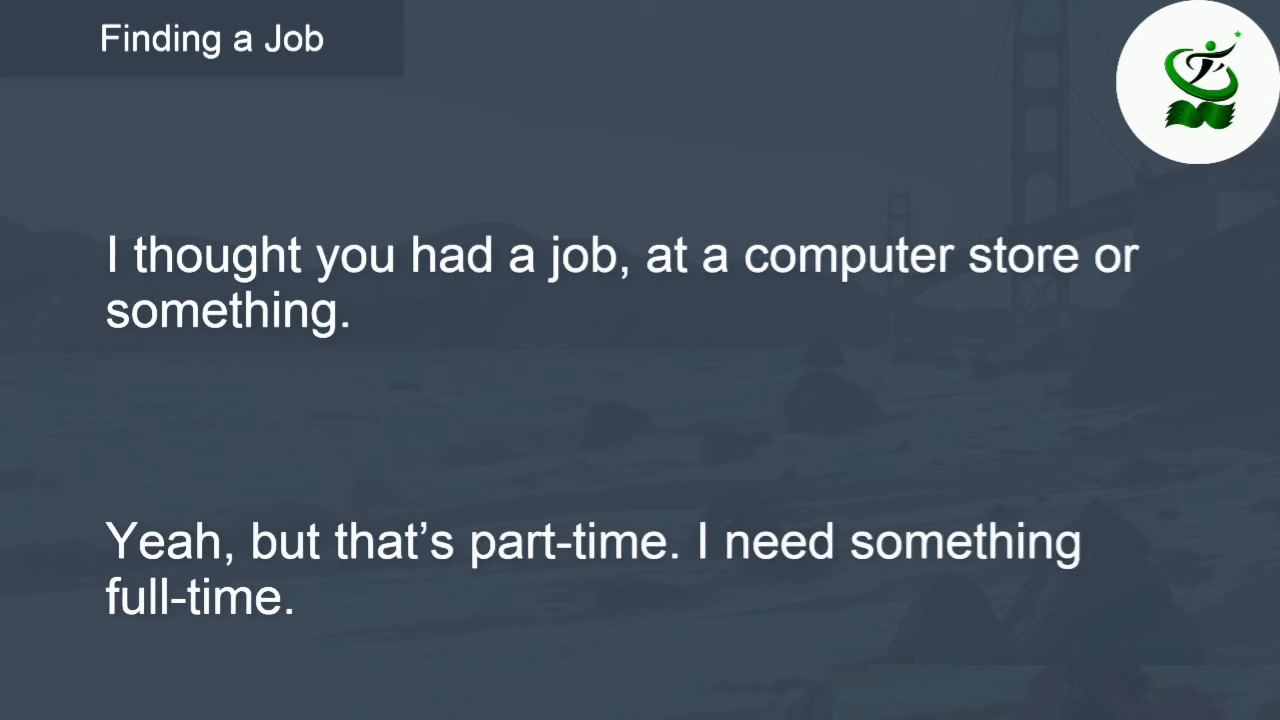 Finding a Job
I thought you had a job, at a computer store or
something.
Yeah, but that’s part-time. I need something
full-time.